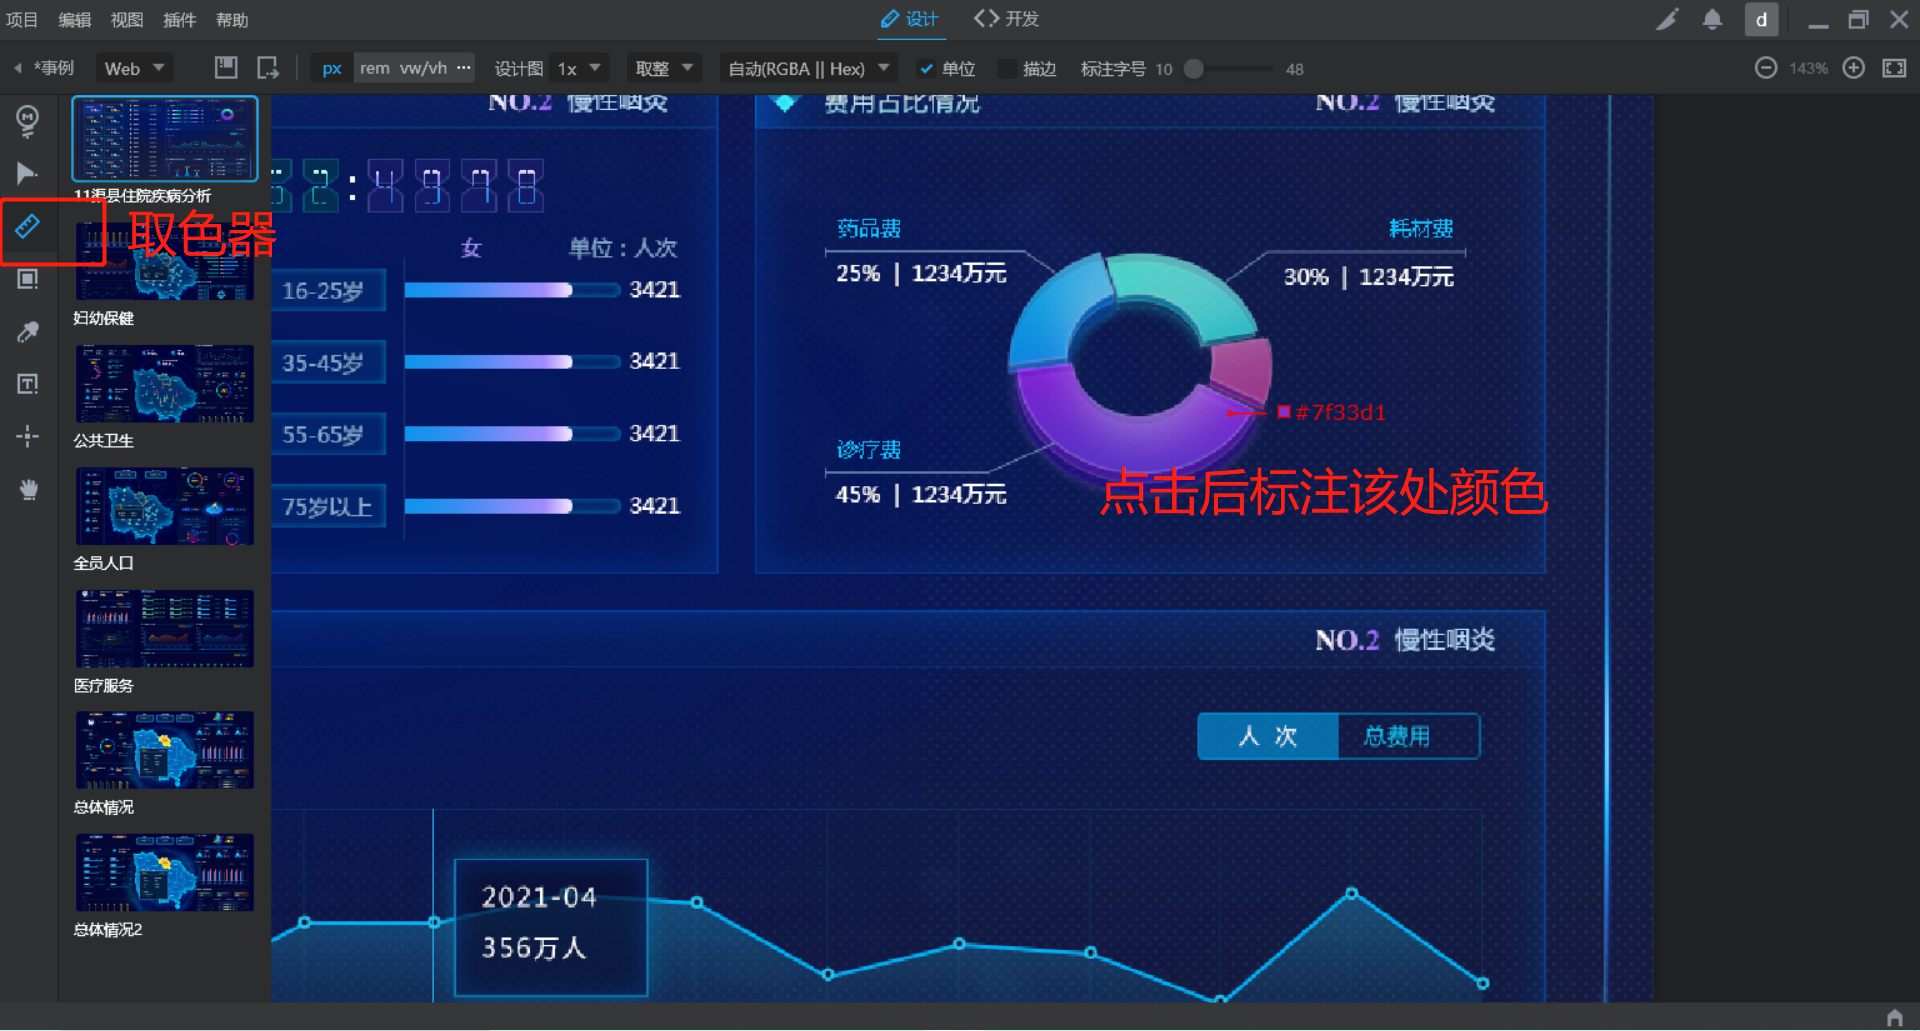 项目 编辑 视图 插件 帮助
设计 开发
d
*事例 Web px rem vw/vh ··· 设计图 1x 取整 自动(RGBA || Hex) 单位 描边 标注字号 10 48 143%
11渠县住院疾病分析
取色器
妇幼保健
公共卫生
全员人口
医疗服务
总体情况
总体情况2
NO.2 慢性咽炎
女 单位：人次
16-25岁 3421
35-45岁 3421
55-65岁 3421
75岁以上 3421
费用占比情况 NO.2 慢性咽炎
药品费
25% | 1234万元
耗材费
30% | 1234万元
#7f33d1
诊疗费
45% | 1234万元
点击后标注该处颜色
NO.2 慢性咽炎
人 次 总费用
2021-04
356万人